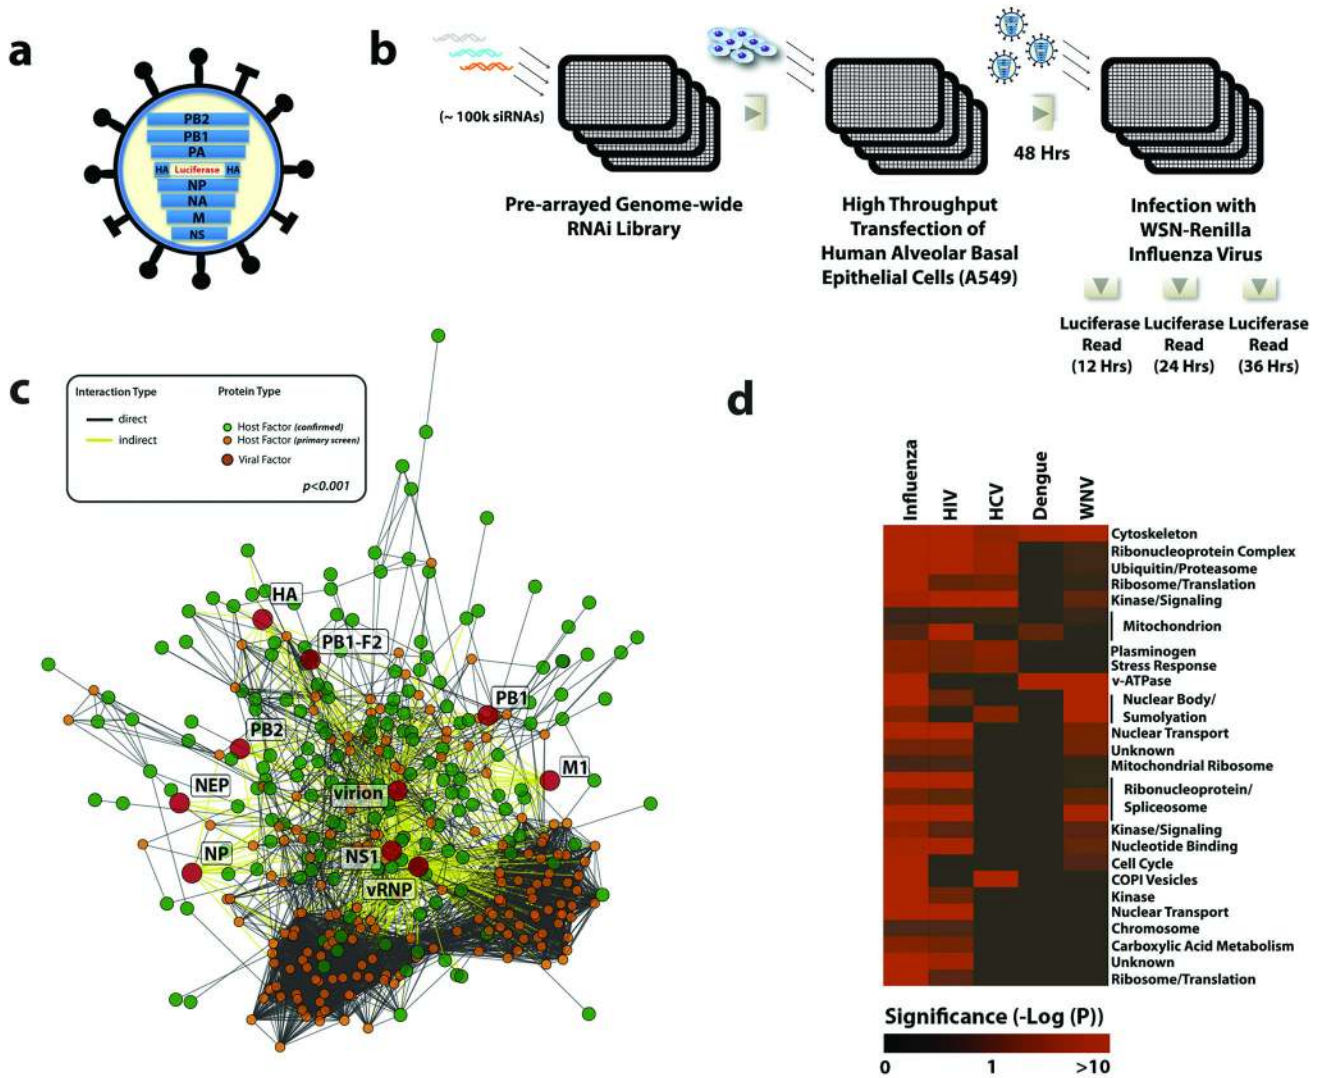 a
PB2
PB1
PA
HA Luciferase HA
NP
NA
M
NS
b
(~ 100k siRNAs)
Pre-arrayed Genome-wide
RNAi Library
High Throughput
Transfection of
Human Alveolar Basal
Epithelial Cells (A549)
48 Hrs
Infection with
WSN-Renilla
Influenza Virus
Luciferase Luciferase Luciferase
Read Read Read
(12 Hrs) (24 Hrs) (36 Hrs)
c
Interaction Type
direct
indirect
Protein Type
Host Factor (confirmed)
Host Factor (primary screen)
Viral Factor
p<0.001
HA
PB1-F2
PB1
PB2
M1
NEP
virion
NP
NS1
vRNP
d
Influenza
HIV
HCV
Dengue
WNV
Cytoskeleton
Ribonucleoprotein Complex
Ubiquitin/Proteasome
Ribosome/Translation
Kinase/Signaling
Mitochondrion
Plasminogen
Stress Response
v-ATPase
Nuclear Body/
Sumolyation
Nuclear Transport
Unknown
Mitochondrial Ribosome
Ribonucleoprotein/
Spliceosome
Kinase/Signaling
Nucleotide Binding
Cell Cycle
COPI Vesicles
Kinase
Nuclear Transport
Chromosome
Carboxylic Acid Metabolism
Unknown
Ribosome/Translation
Significance (-Log (P))
0 1 >10